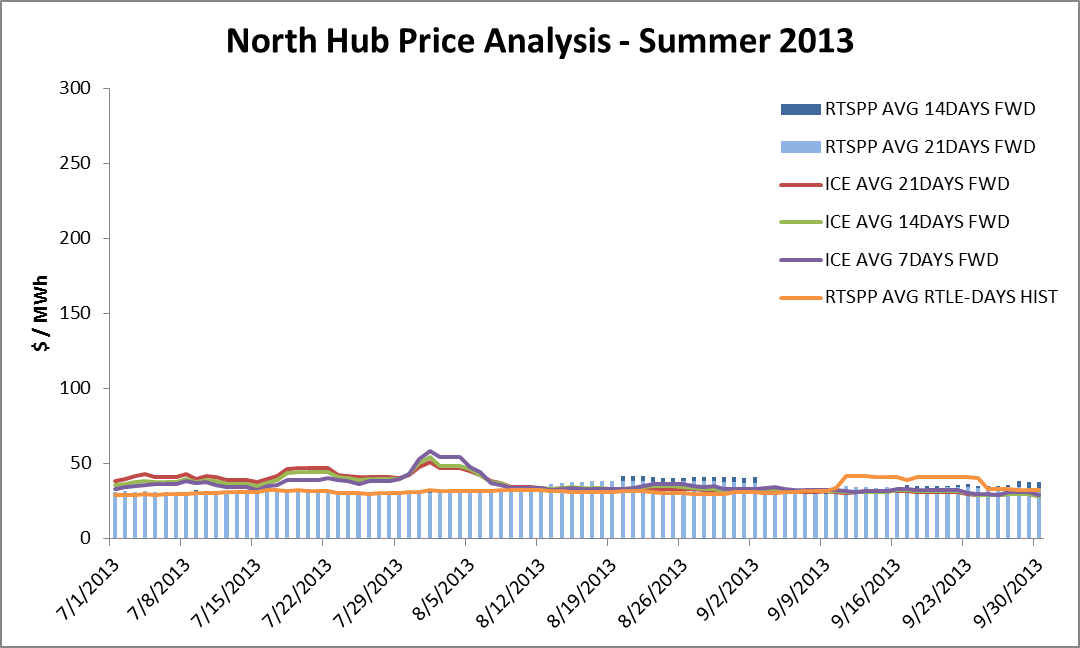 North Hub Price Analysis - Summer 2013
300
250
200
150
100
50
0
$ / MWh
RTSPP AVG 14DAYS FWD
RTSPP AVG 21DAYS FWD
ICE AVG 21DAYS FWD
ICE AVG 14DAYS FWD
ICE AVG 7DAYS FWD
RTSPP AVG RTLE-DAYS HIST
7/1/2013
7/8/2013
7/15/2013
7/22/2013
7/29/2013
8/5/2013
8/12/2013
8/19/2013
8/26/2013
9/2/2013
9/9/2013
9/16/2013
9/23/2013
9/30/2013